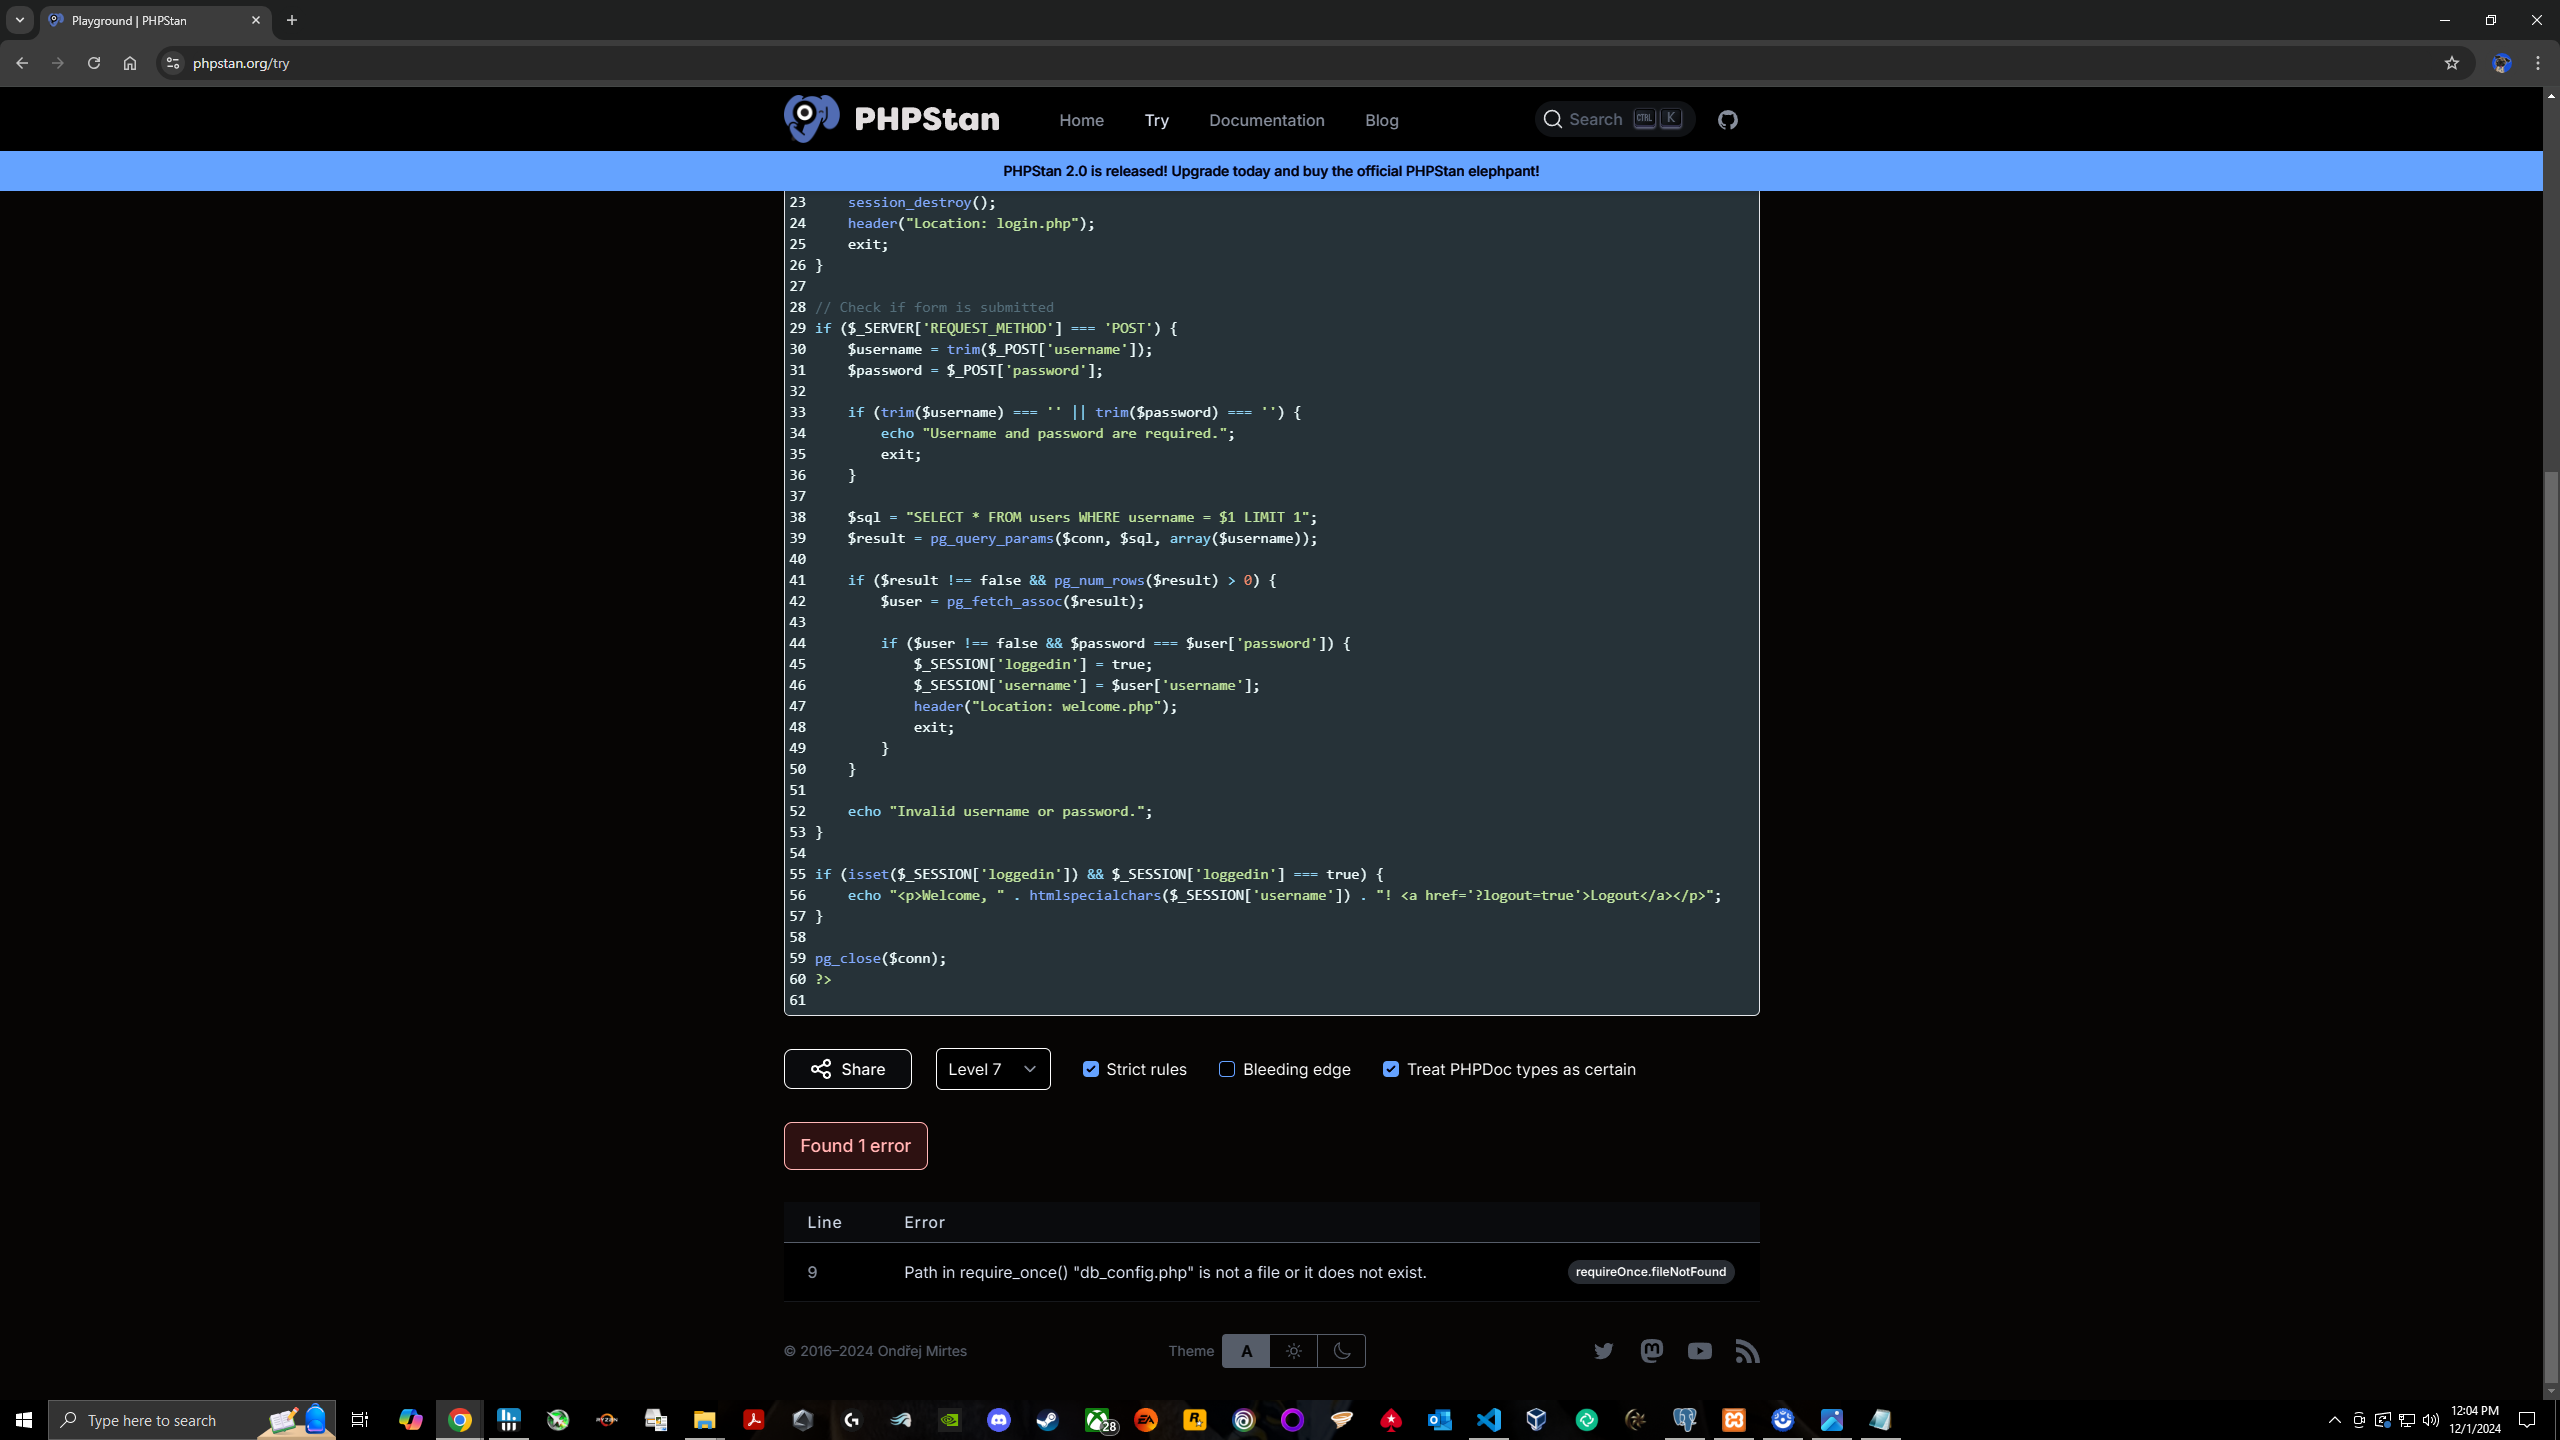 Playground | PHPStan
phpstan.org/try
PHPStan
Home
Try
Documentation
Blog
Search
CTRL
K
PHPStan 2.0 is released! Upgrade today and buy the official PHPStan elephpant!
23 session_destroy();
24 header("Location: login.php");
25 exit;
26 }
27
28 // Check if form is submitted
29 if ($_SERVER['REQUEST_METHOD'] === 'POST') {
30 $username = trim($_POST['username']);
31 $password = $_POST['password'];
32
33 if (trim($username) === '' || trim($password) === '') {
34 echo "Username and password are required.";
35 exit;
36 }
37
38 $sql = "SELECT * FROM users WHERE username = $1 LIMIT 1";
39 $result = pg_query_params($conn, $sql, array($username));
40
41 if ($result !== false && pg_num_rows($result) > 0) {
42 $user = pg_fetch_assoc($result);
43
44 if ($user !== false && $password === $user['password']) {
45 $_SESSION['loggedin'] = true;
46 $_SESSION['username'] = $user['username'];
47 header("Location: welcome.php");
48 exit;
49 }
50 }
51
52 echo "Invalid username or password.";
53 }
54
55 if (isset($_SESSION['loggedin']) && $_SESSION['loggedin'] === true) {
56 echo "<p>Welcome, " . htmlspecialchars($_SESSION['username']) . "! <a href='?logout=true'>Logout</a></p>";
57 }
58
59 pg_close($conn);
60 ?>
61
Share
Level 7
Strict rules
Bleeding edge
Treat PHPDoc types as certain
Found 1 error
Line Error
9 Path in require_once() "db_config.php" is not a file or it does not exist. requireOnce.fileNotFound
© 2016–2024 Ondřej Mirtes
Theme
A
Type here to search
RYZEN
EA
28
12:04 PM
12/1/2024